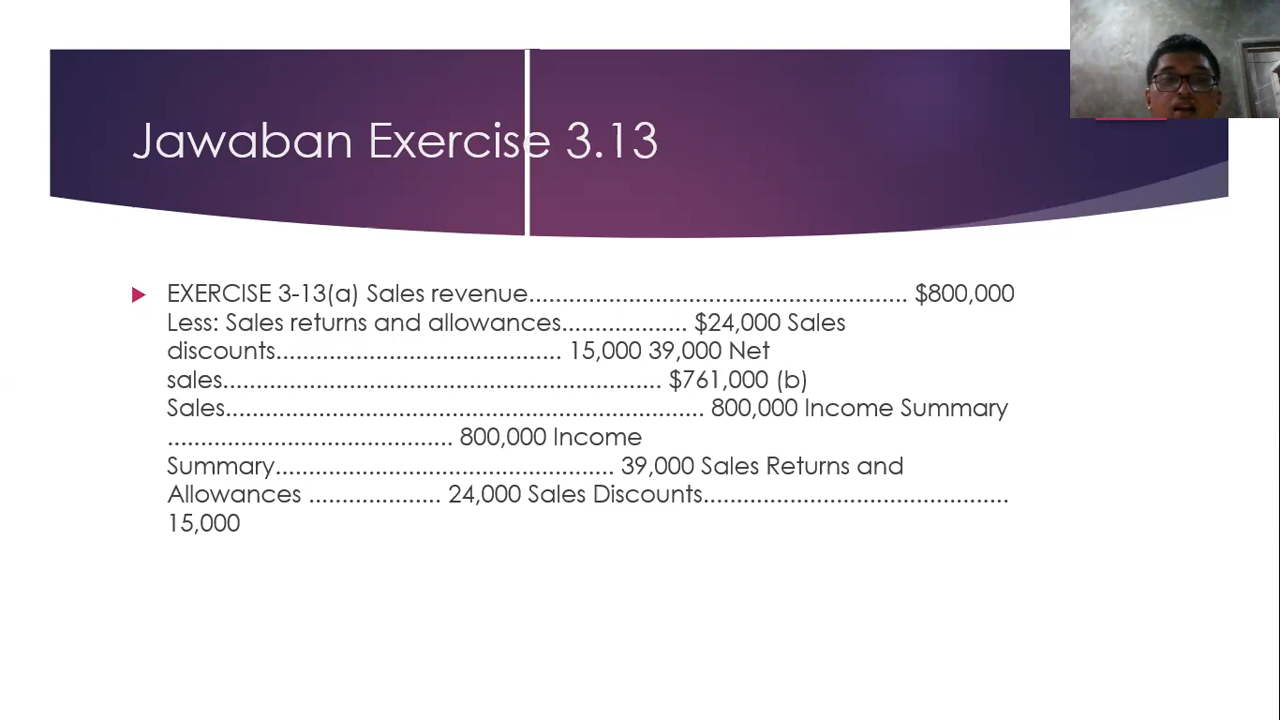 Jawaban Exercise 3.13
EXERCISE 3-13(a) Sales revenue......................................................... $800,000
Less: Sales returns and allowances................... $24,000 Sales
discounts........................................... 15,000 39,000 Net
sales.................................................................. $761,000 (b)
Sales........................................................................ 800,000 Income Summary
........................................... 800,000 Income
Summary................................................... 39,000 Sales Returns and
Allowances .................... 24,000 Sales Discounts..............................................
15,000